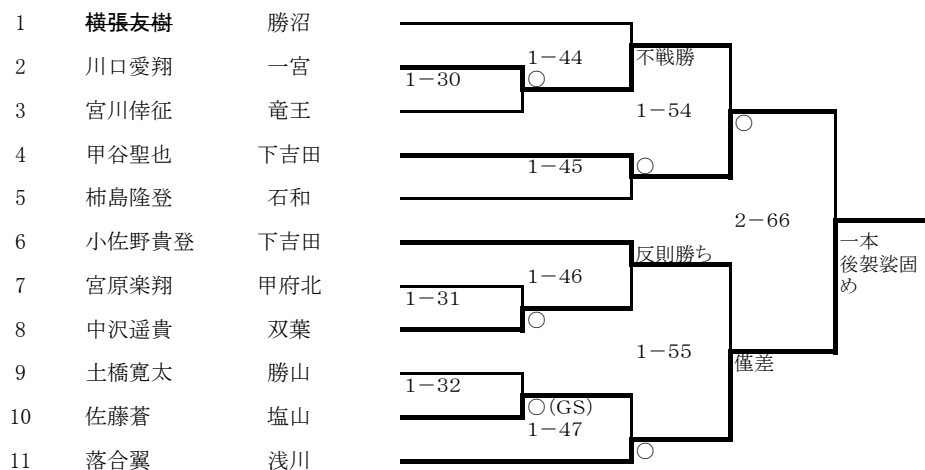 1 横張友樹 勝沼
1-44 不戦勝
2 川口愛翔 一宮
1-30 ○
3 宮川倖征 竜王
1-54 ○
4 甲谷聖也 下吉田
1-45 ○
5 柿島隆登 石和
2-66
6 小佐野貴登 下吉田
反則勝ち
一本
後袈裟固
め
7 宮原楽翔 甲府北
1-46
1-31 ○
8 中沢遥貴 双葉
1-55 僅差
9 土橋寛太 勝山
1-32
10 佐藤蒼 塩山
○(GS)
1-47 ○
11 落合翼 浅川